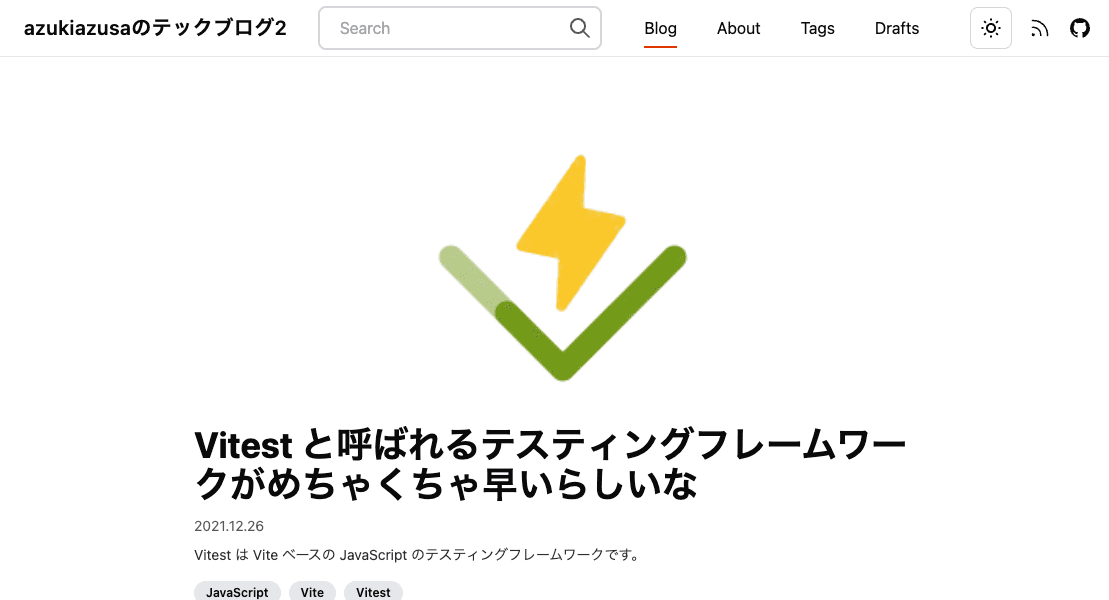 azukiazusaのテックブログ2
Search
Blog
About
Tags
Drafts
Vitest と呼ばれるテスティングフレームワー
クがめちゃくちゃ早いらしいな
2021.12.26
Vitest は Vite ベースの JavaScript のテスティングフレームワークです。
JavaScript
Vite
Vitest